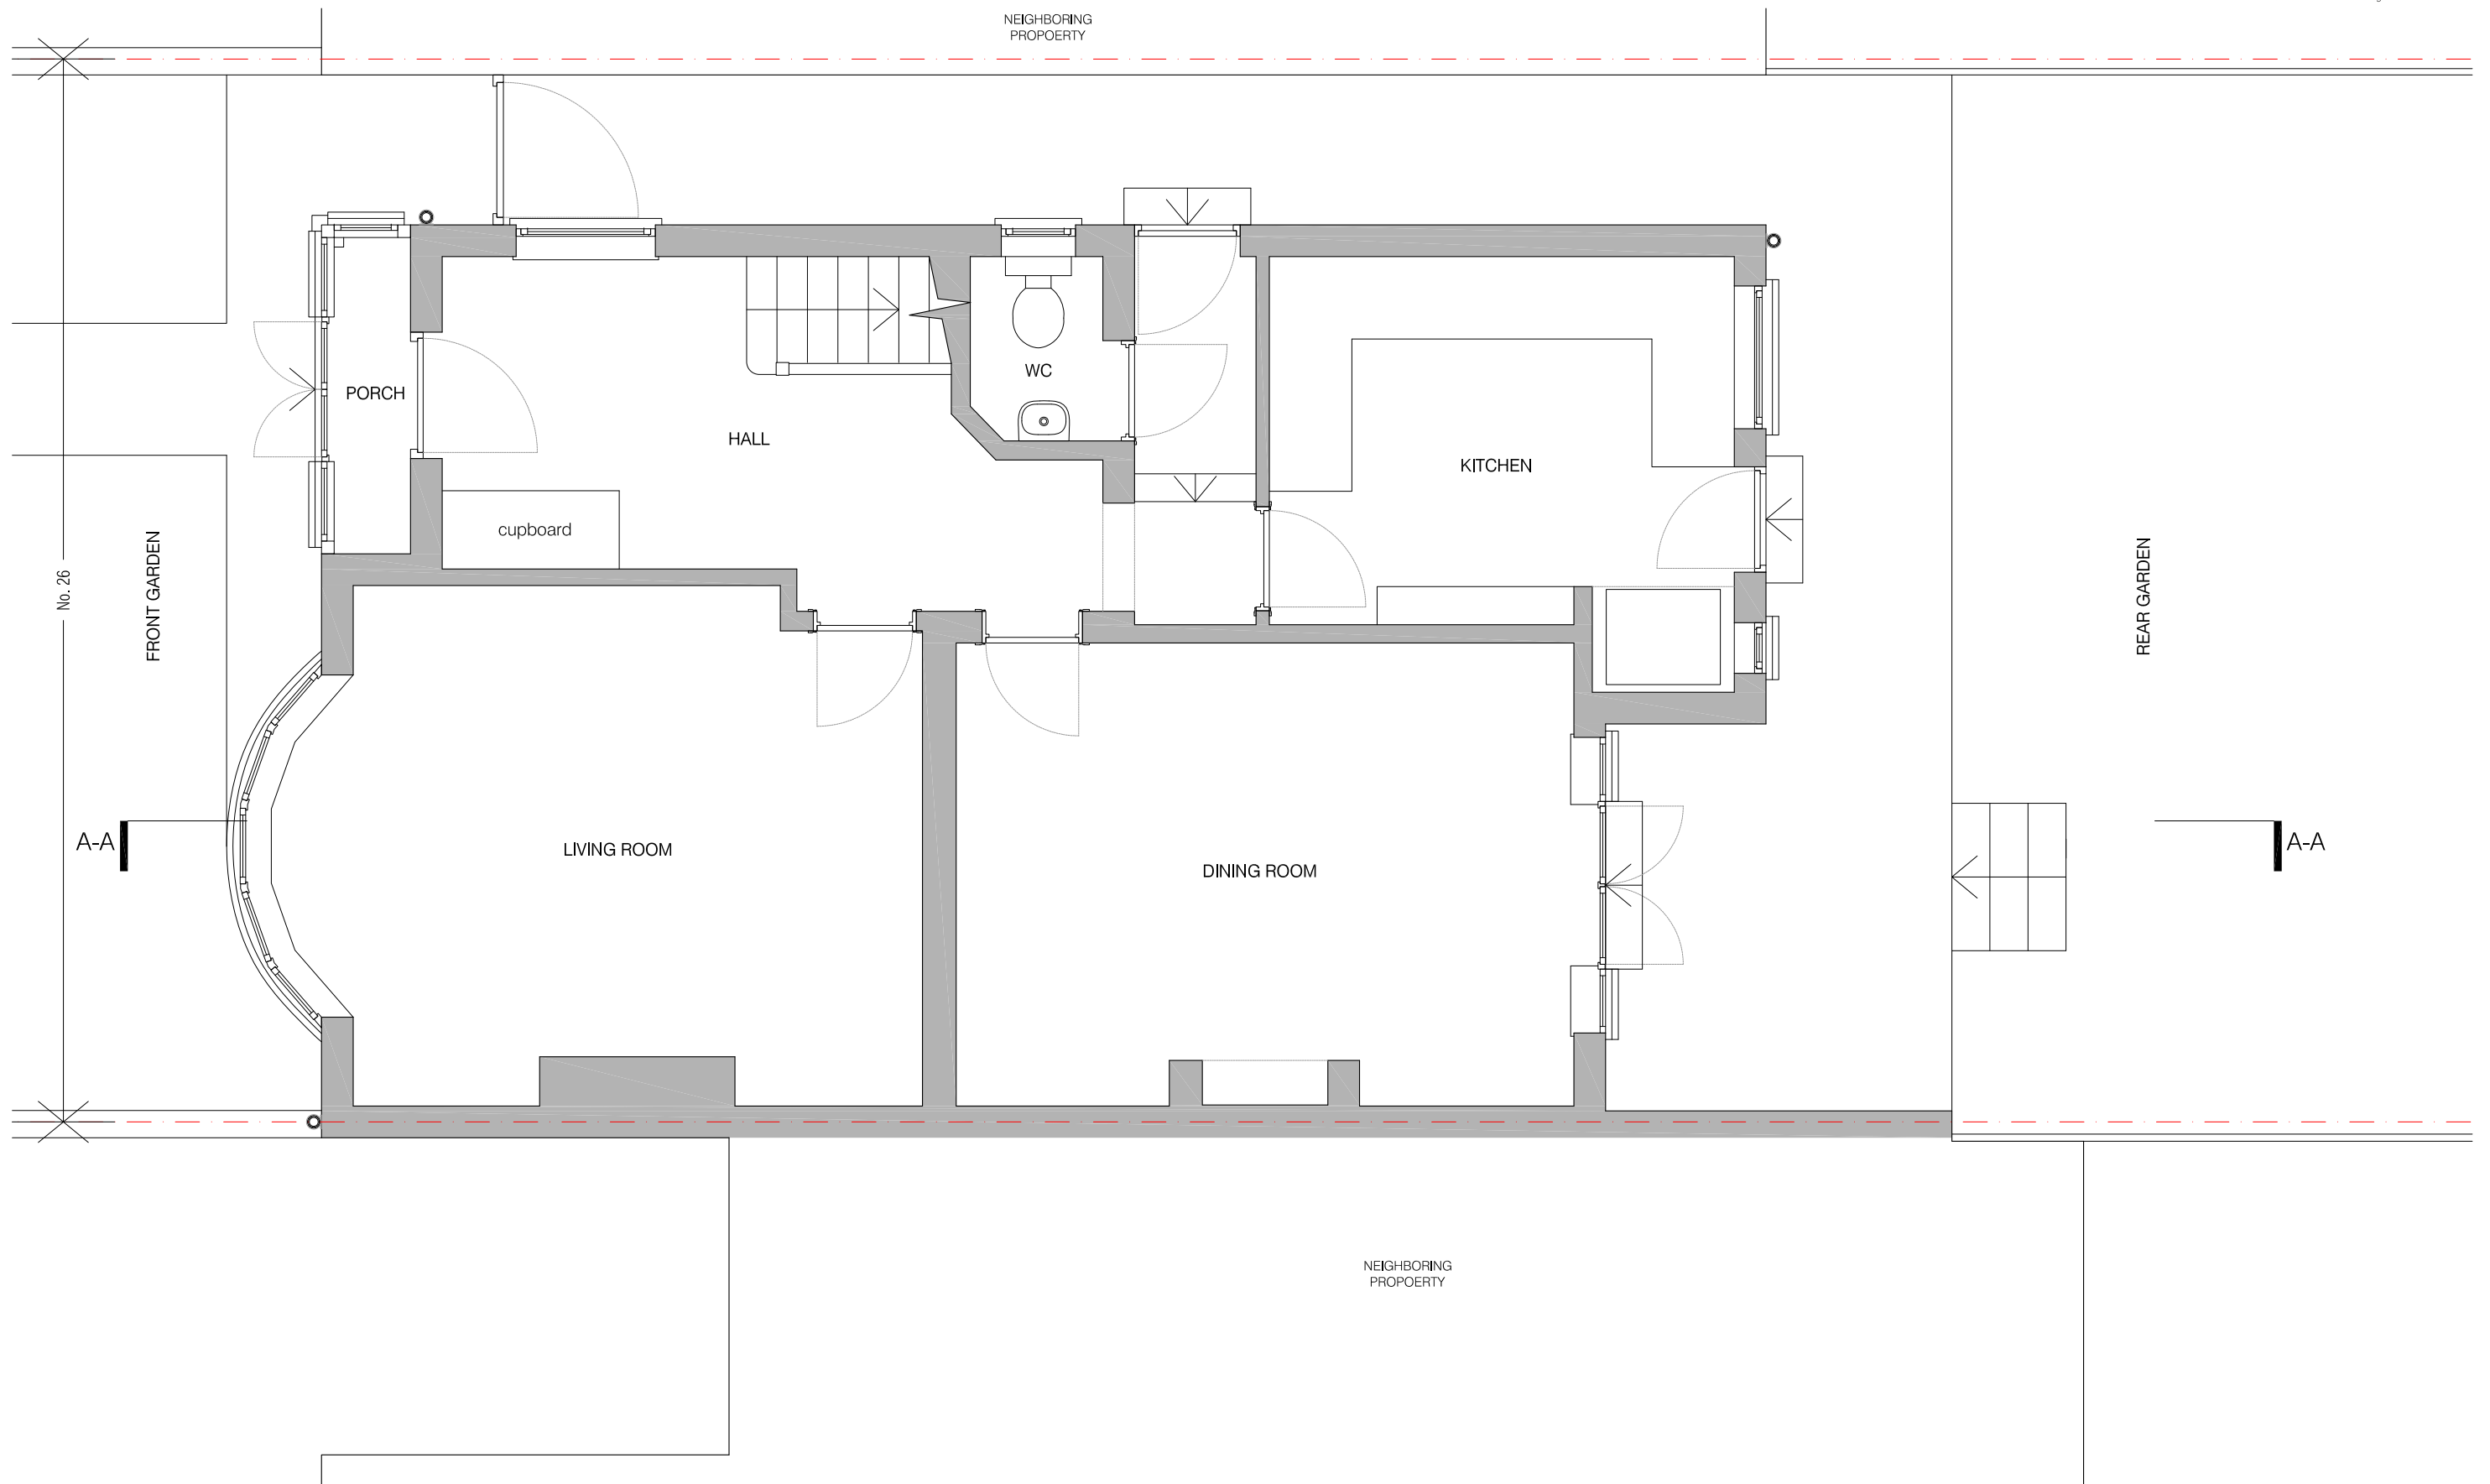 NEIGHBORING
PROPOERTY
PORCH
WC
HALL
KITCHEN
cupboard
No. 26
FRONT GARDEN
REAR GARDEN
A-A
LIVING ROOM
DINING ROOM
A-A
NEIGHBORING
PROPOERTY